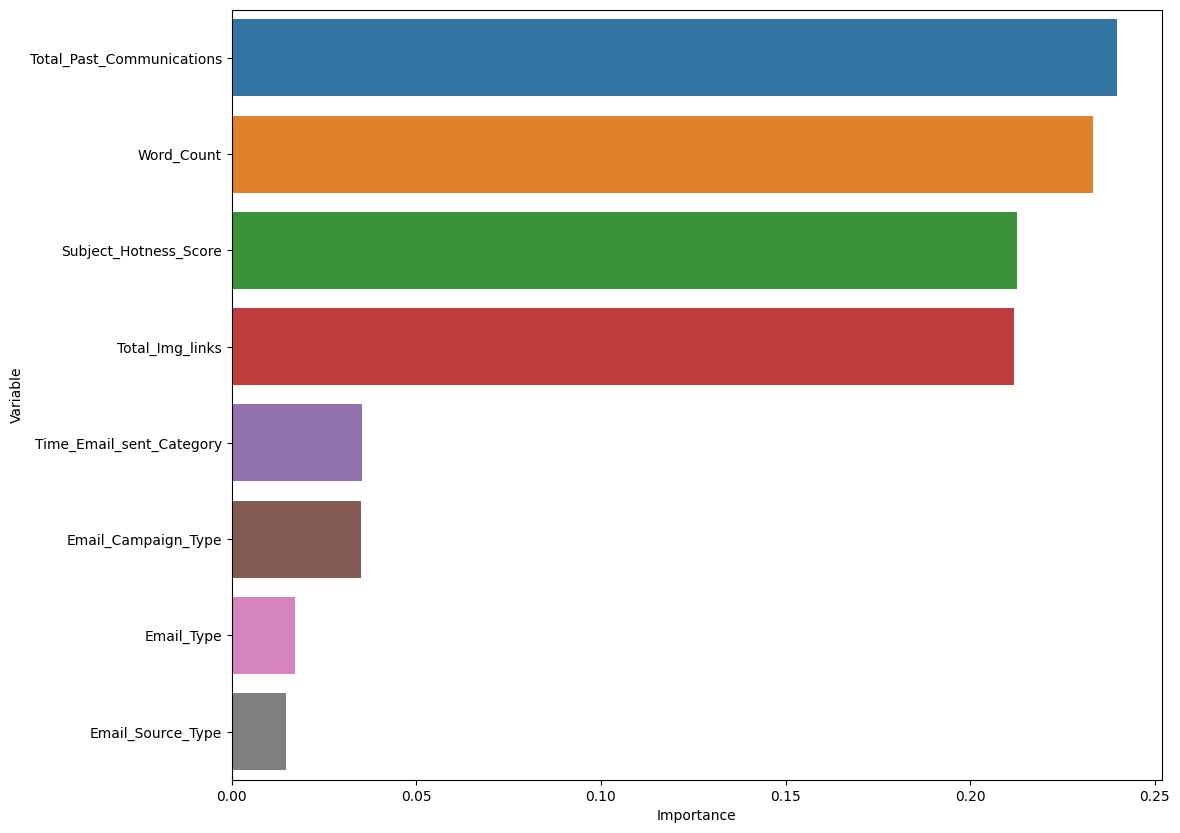 Total_Past_Communications
Word_Count
Subject_Hotness_Score
Total_Img_links
Time_Email_sent_Category
Email_Campaign_Type
Email_Type
Email_Source_Type
Variable
0.00 0.05 0.10 0.15 0.20 0.25
Importance